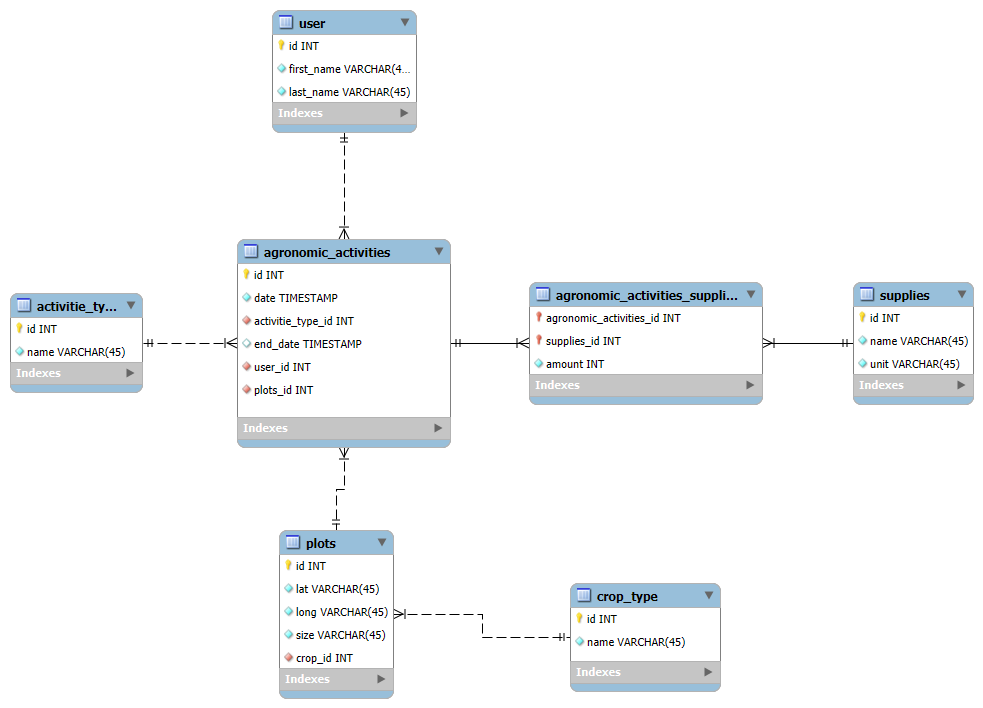 user
id INT
first_name VARCHAR(4...
last_name VARCHAR(45)
Indexes
agronomic_activities
id INT
date TIMESTAMP
activitie_type_id INT
end_date TIMESTAMP
user_id INT
plots_id INT
Indexes
activitie_ty...
id INT
name VARCHAR(45)
Indexes
agronomic_activities_suppli...
agronomic_activities_id INT
supplies_id INT
amount INT
Indexes
supplies
id INT
name VARCHAR(45)
unit VARCHAR(45)
Indexes
plots
id INT
lat VARCHAR(45)
long VARCHAR(45)
size VARCHAR(45)
crop_id INT
Indexes
crop_type
id INT
name VARCHAR(45)
Indexes